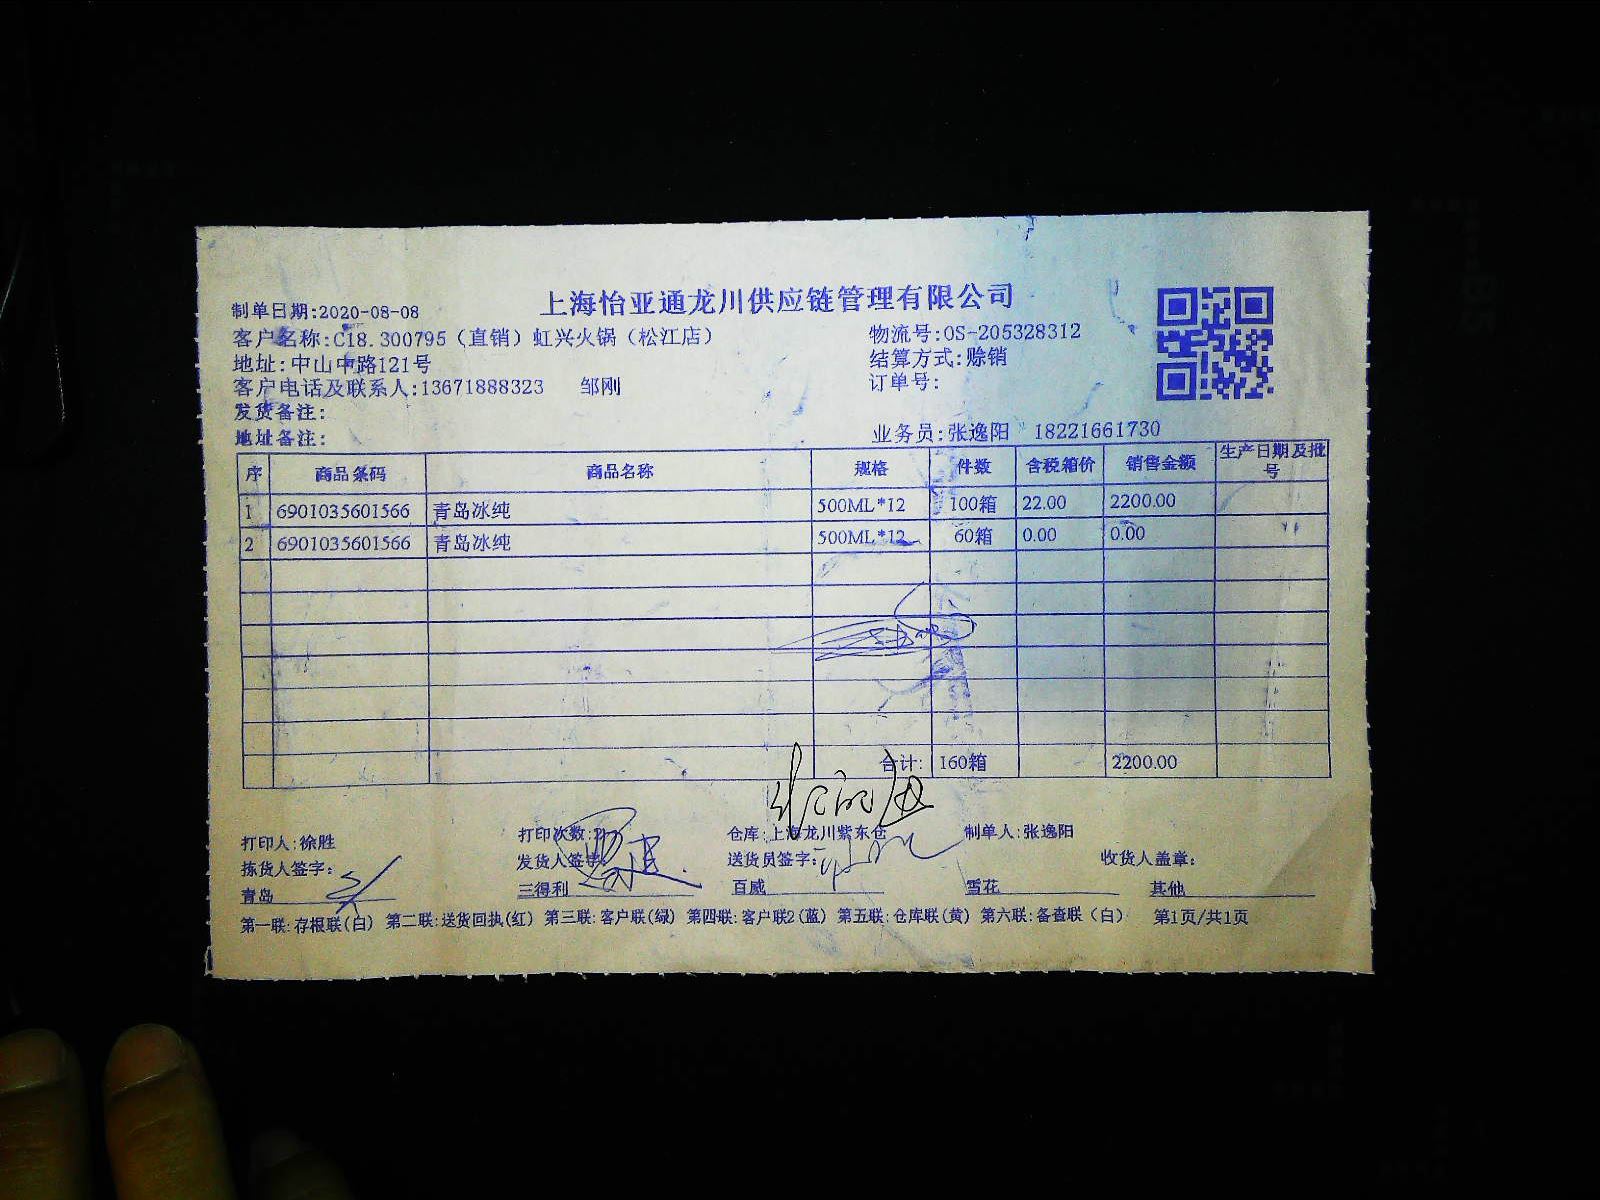 上海怡亚通龙川供应链管理有限公司
制单日期:2020-08-08
客户名称:C18.300795（直销）虹兴火锅（松江店） 物流号:OS-205328312
地址:中山中路121号 结算方式:赊销
客户电话及联系人:13671888323 邹刚 订单号:
发货备注:
地址备注: 业务员:张逸阳 18221661730
序 商品条码 商品名称 规格 件数 含税箱价 销售金额 生产日期及批号
1 6901035601566 青岛冰纯 500ML*12 100箱 22.00 2200.00
2 6901035601566 青岛冰纯 500ML*12 60箱 0.00 0.00
合计: 160箱 2200.00
打印人:徐胜 打印次数: 仓库:上海龙川紫东仓 制单人:张逸阳
拣货人签字: 发货人签字: 送货员签字: 收货人盖章:
青岛 三得利 百威 雪花 其他
第一联:存根联(白) 第二联:送货回执(红) 第三联:客户联(绿) 第四联:客户联2(蓝) 第五联:仓库联(黄) 第六联:备查联（白） 第1页/共1页